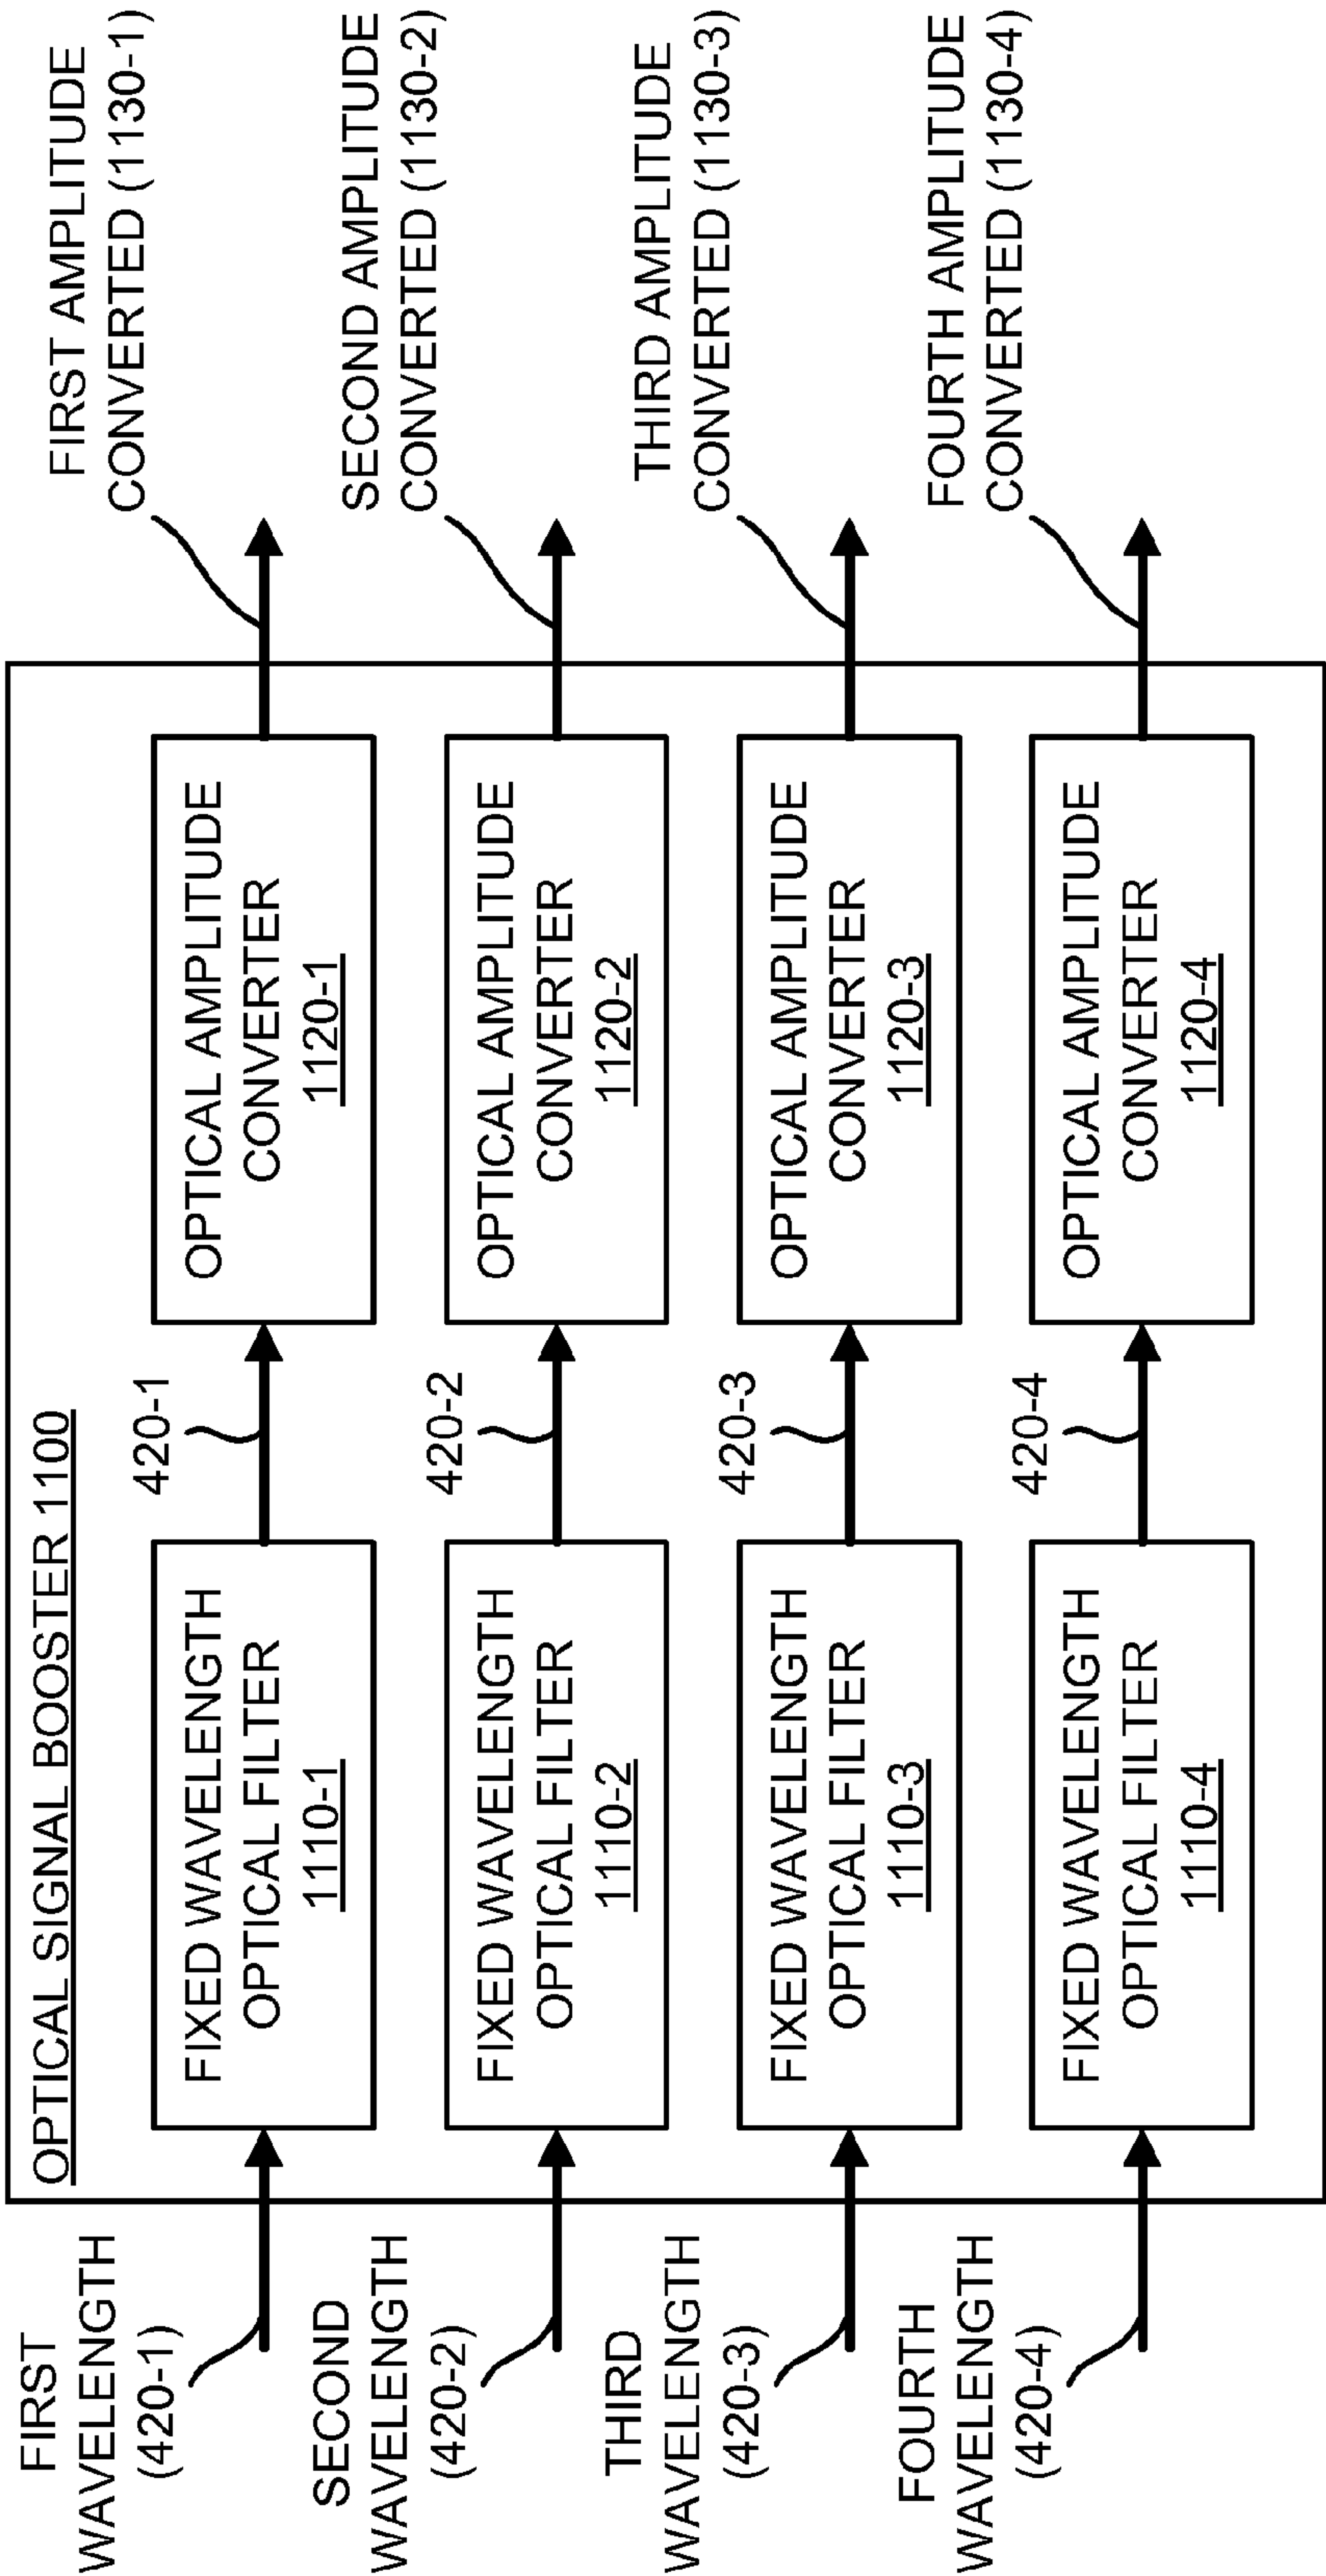 OPTICAL SIGNAL BOOSTER 1100
FIRST
WAVELENGTH
(420-1)
FIXED WAVELENGTH
OPTICAL FILTER
1110-1
420-1
OPTICAL AMPLITUDE
CONVERTER
1120-1
FIRST AMPLITUDE
CONVERTED (1130-1)
SECOND
WAVELENGTH
(420-2)
FIXED WAVELENGTH
OPTICAL FILTER
1110-2
420-2
OPTICAL AMPLITUDE
CONVERTER
1120-2
SECOND AMPLITUDE
CONVERTED (1130-2)
THIRD
WAVELENGTH
(420-3)
FIXED WAVELENGTH
OPTICAL FILTER
1110-3
420-3
OPTICAL AMPLITUDE
CONVERTER
1120-3
THIRD AMPLITUDE
CONVERTED (1130-3)
FOURTH
WAVELENGTH
(420-4)
FIXED WAVELENGTH
OPTICAL FILTER
1110-4
420-4
OPTICAL AMPLITUDE
CONVERTER
1120-4
FOURTH AMPLITUDE
CONVERTED (1130-4)